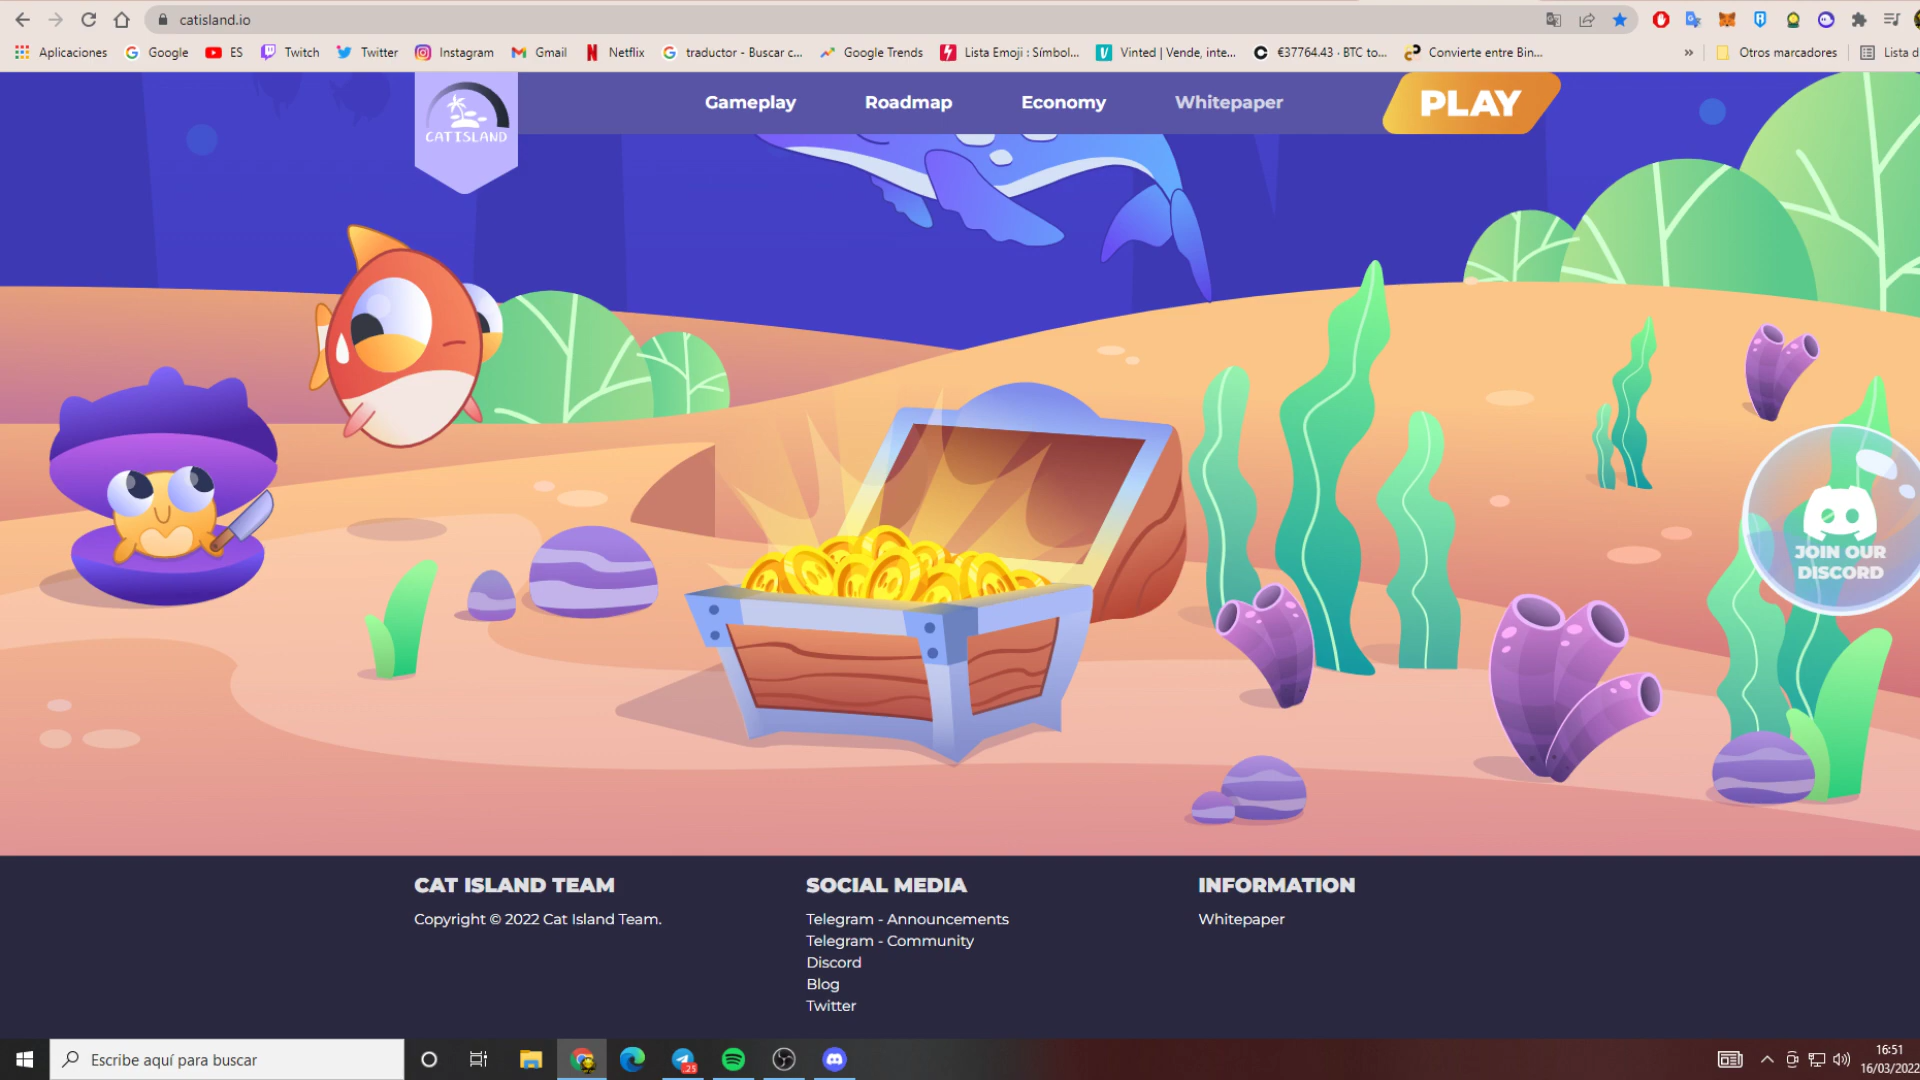 catisland.io
Aplicaciones
Google
ES
Twitch
Twitter
Instagram
Gmail
Netflix
traductor - Buscar c...
Google Trends
Lista Emoji : Símbol...
Vinted | Vende, inte...
€37764.43 · BTC to...
Convierte entre Bin...
»
Otros marcadores
Lista d
CATISLAND
Gameplay
Roadmap
Economy
Whitepaper
PLAY
JOIN OUR
DISCORD
CAT ISLAND TEAM
Copyright © 2022 Cat Island Team.
SOCIAL MEDIA
Telegram - Announcements
Telegram - Community
Discord
Blog
Twitter
INFORMATION
Whitepaper
Escribe aquí para buscar
25
16:51
16/03/2022